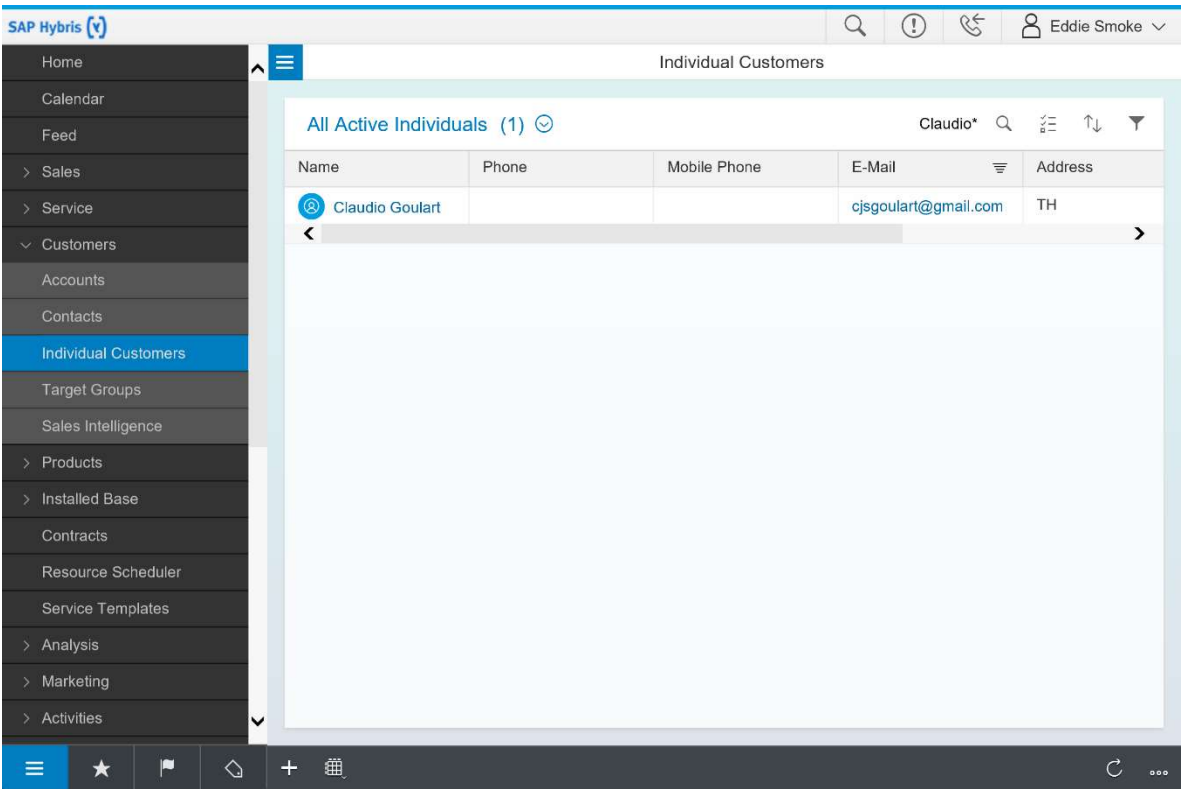 SAP Hybris (y)
Eddie Smoke
Home
Calendar
Feed
Sales
Service
Customers
Accounts
Contacts
Individual Customers
Target Groups
Sales Intelligence
Products
Installed Base
Contracts
Resource Scheduler
Service Templates
Analysis
Marketing
Activities
Individual Customers
All Active Individuals (1)
Claudio*
Name Phone Mobile Phone E-Mail Address
Claudio Goulart cjsgoulart@gmail.com TH